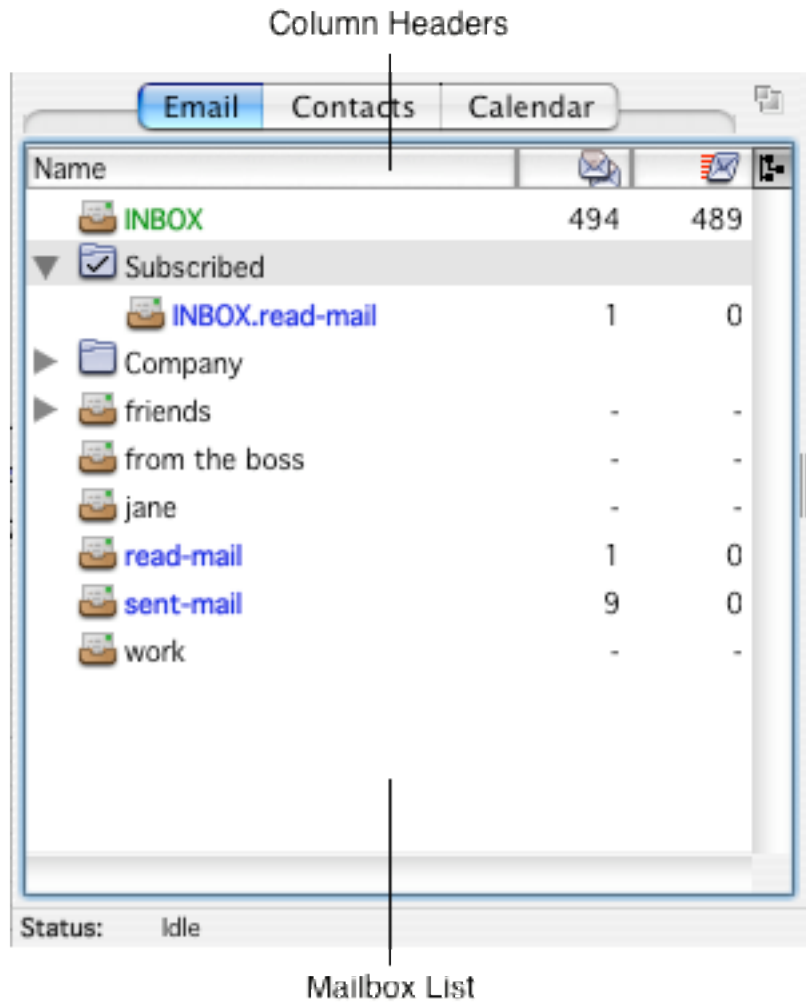 Column Headers
Email Contacts Calendar
Name
INBOX 494 489
Subscribed
INBOX.read-mail 1 0
Company
friends - -
from the boss - -
jane - -
read-mail 1 0
sent-mail 9 0
work - -
Status: Idle
Mailbox List